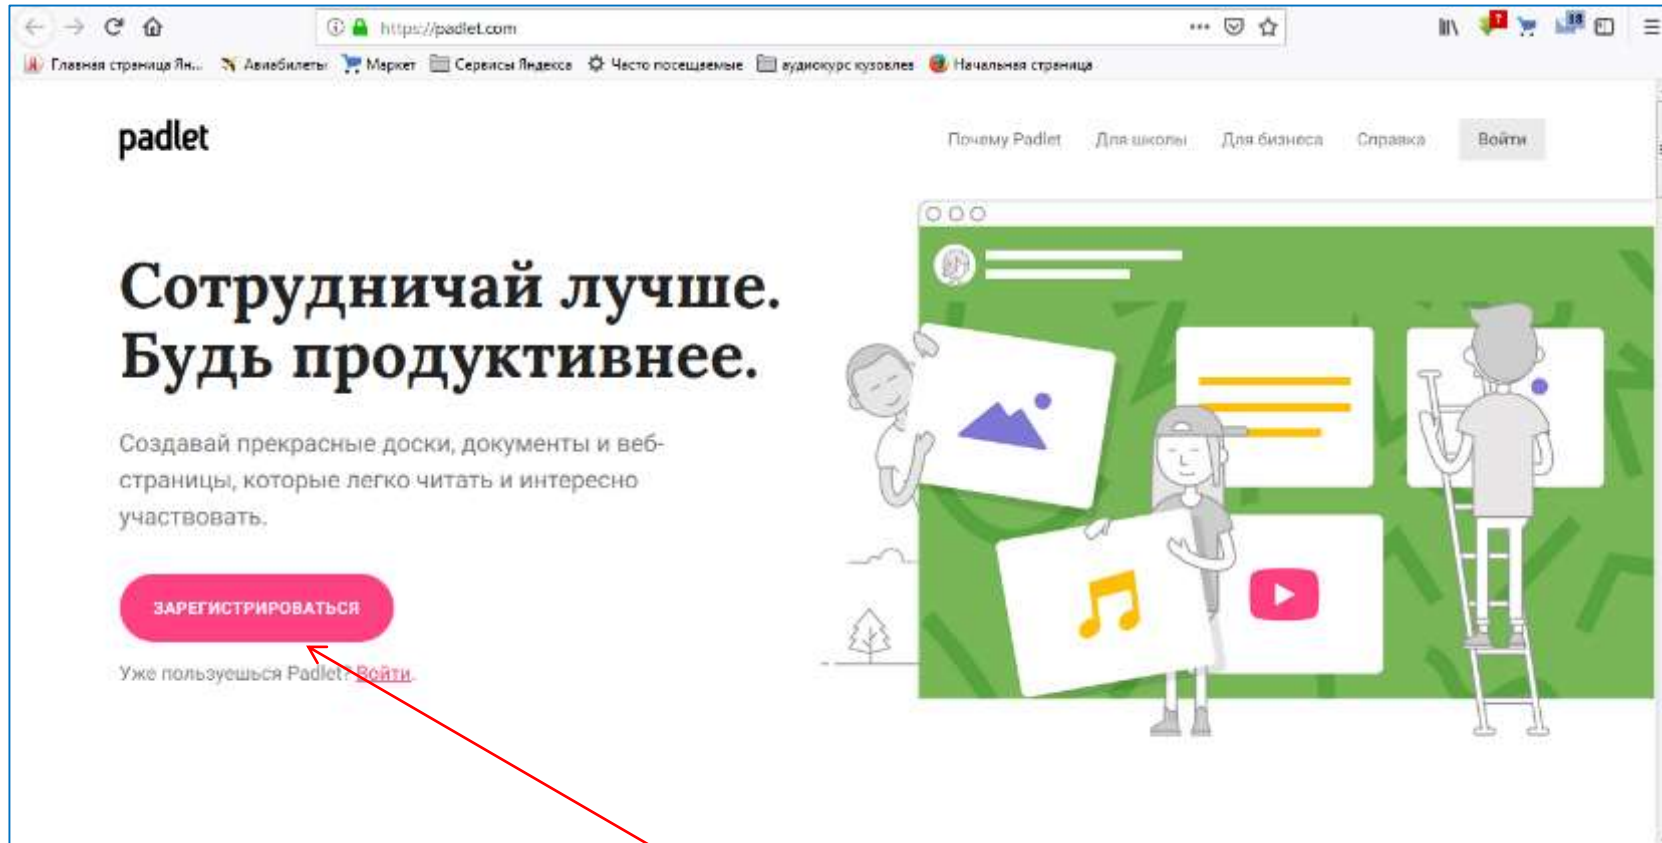 https://padlet.com
7
18
Главная страница Ян... Авиабилеты Маркет Сервисы Яндекса Часто посещаемые аудиокурс кузовлев Начальная страница
padlet
Почему Padlet Для школы Для бизнеса Справка Войти
Сотрудничай лучше.
Будь продуктивнее.
Создавай прекрасные доски, документы и веб-
страницы, которые легко читать и интересно
участвовать.
ЗАРЕГИСТРИРОВАТЬСЯ
Уже пользуешься Padlet? Войти.